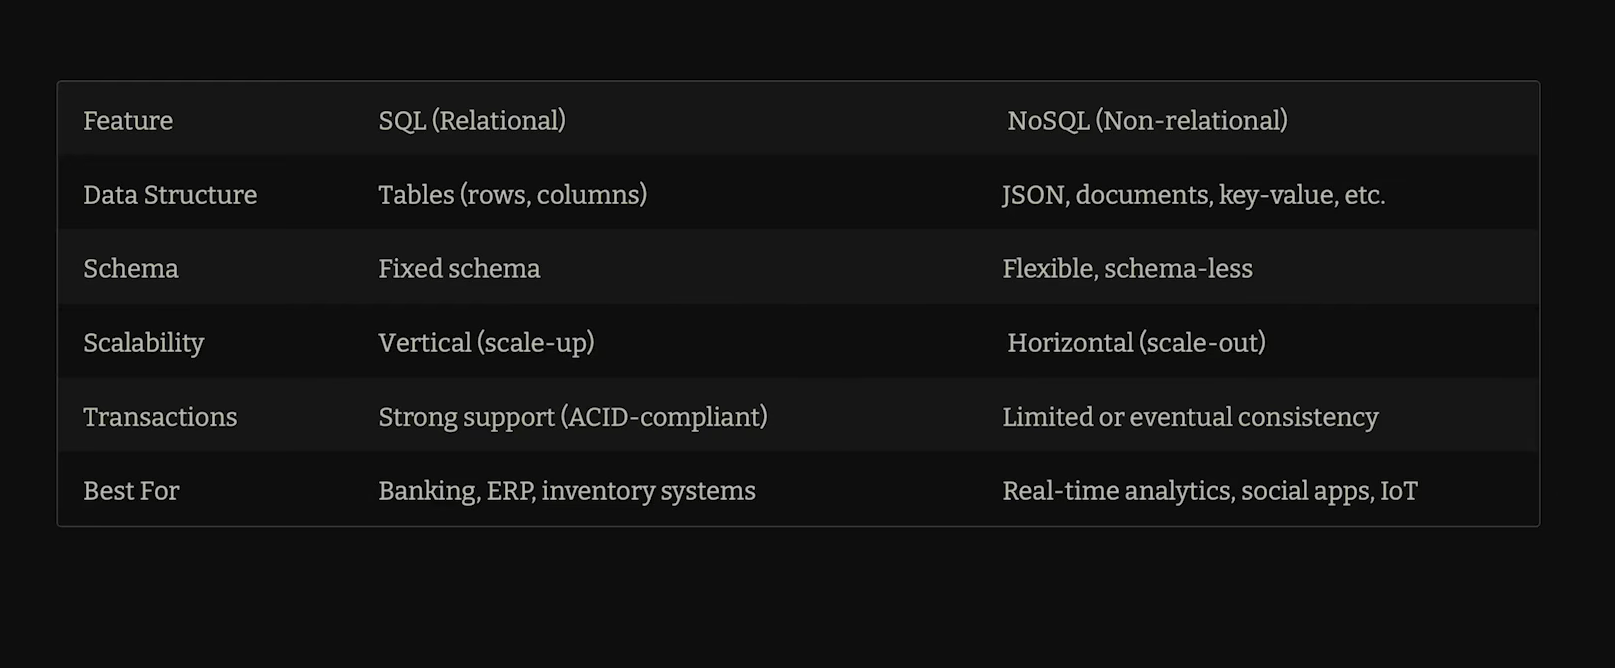 Feature SQL (Relational) NoSQL (Non-relational)
Data Structure Tables (rows, columns) JSON, documents, key-value, etc.
Schema Fixed schema Flexible, schema-less
Scalability Vertical (scale-up) Horizontal (scale-out)
Transactions Strong support (ACID-compliant) Limited or eventual consistency
Best For Banking, ERP, inventory systems Real-time analytics, social apps, IoT